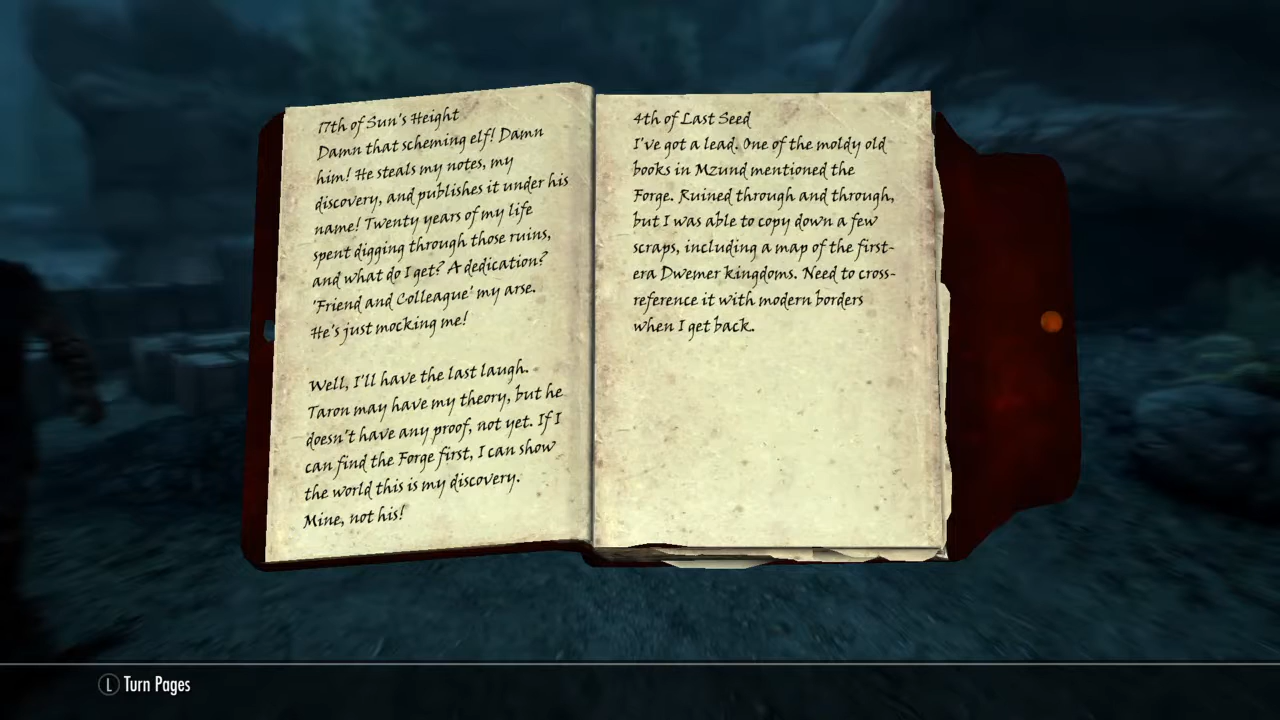 17th of Sun's Height
Damn that scheming elf! Damn
him! He steals my notes, my
discovery, and publishes it under his
name! Twenty years of my life
spent digging through those ruins,
and what do I get? A dedication?
'Friend and Colleague' my arse.
He's just mocking me!
Well, I'll have the last laugh.
Taron may have my theory, but he
doesn't have any proof, not yet. If I
can find the Forge first, I can show
the world this is my discovery.
Mine, not his!
4th of Last Seed
I've got a lead. One of the moldy old
books in Mzund mentioned the
Forge. Ruined through and through,
but I was able to copy down a few
scraps, including a map of the first-
era Dwemer kingdoms. Need to cross-
reference it with modern borders
when I get back.
L Turn Pages